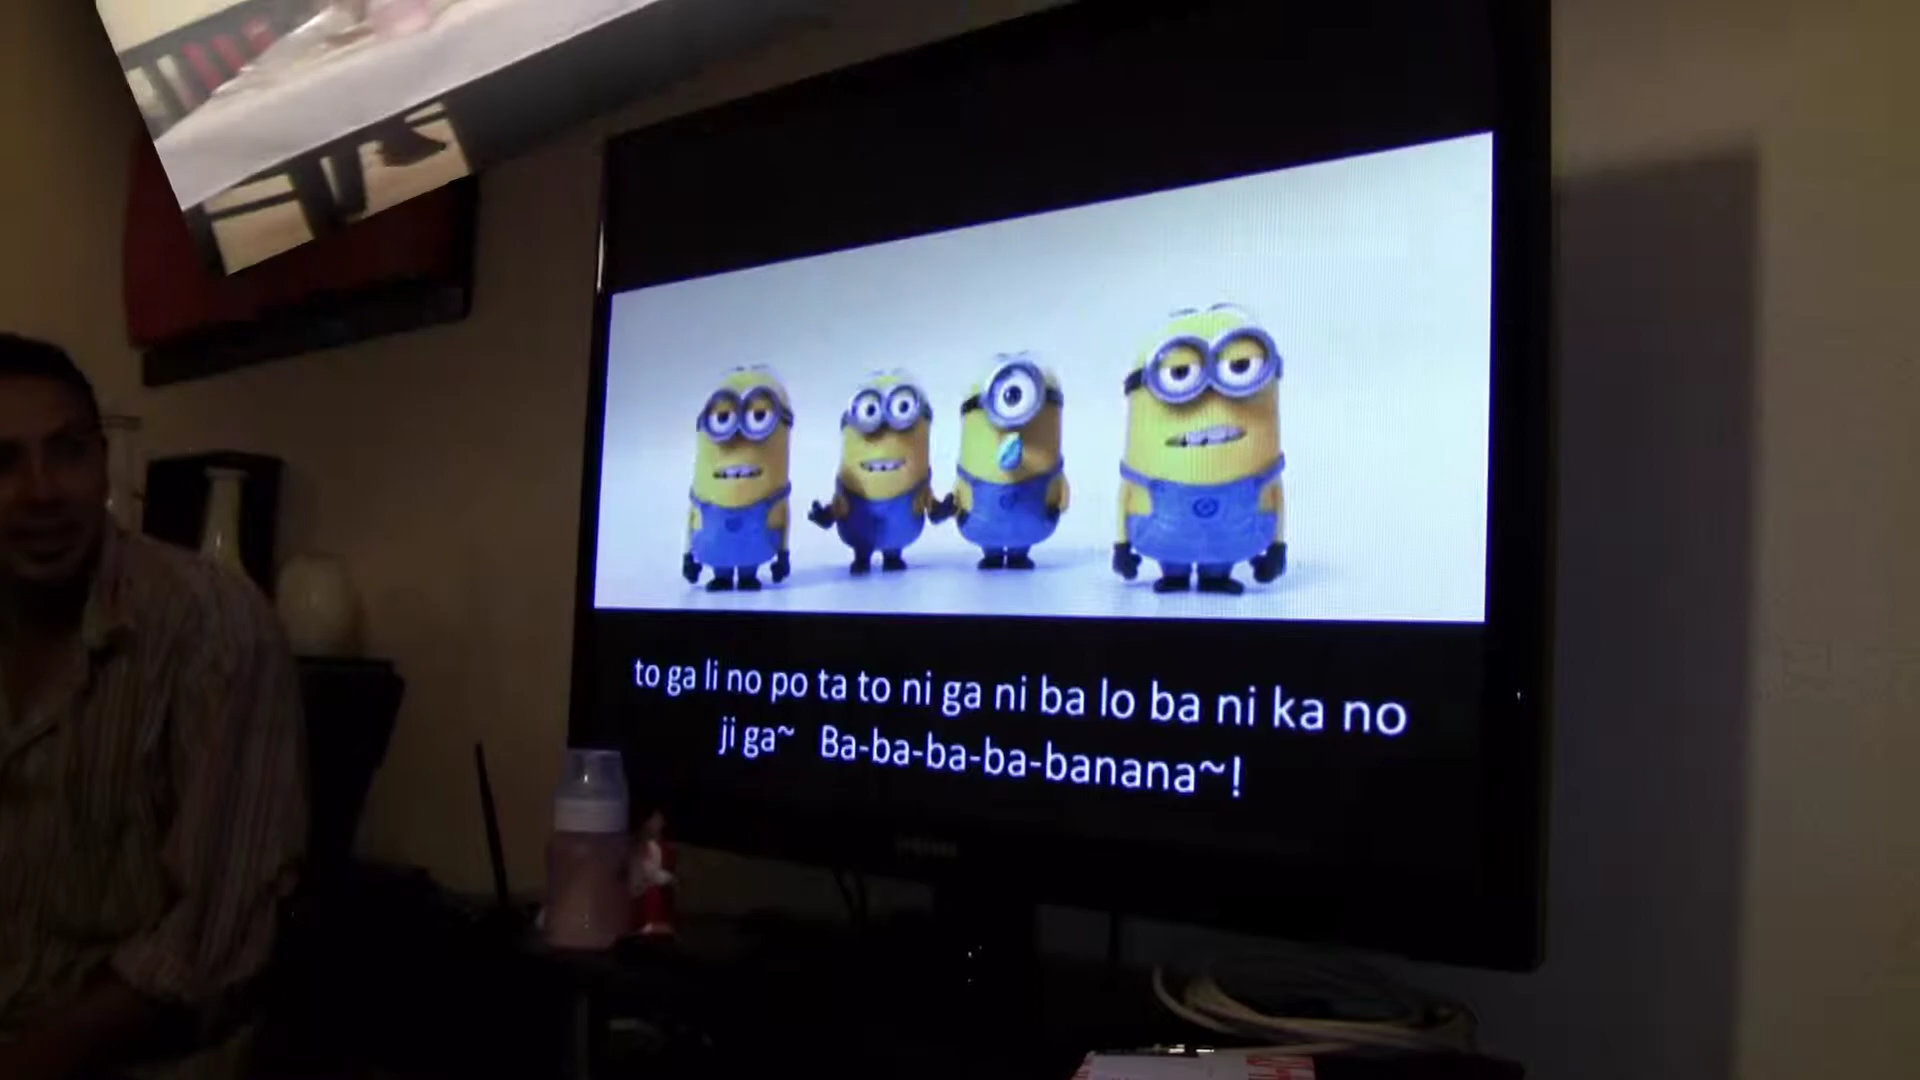 to ga li no po ta to ni ga ni ba lo ba ni ka no
ji ga~ Ba-ba-ba-ba-banana~!